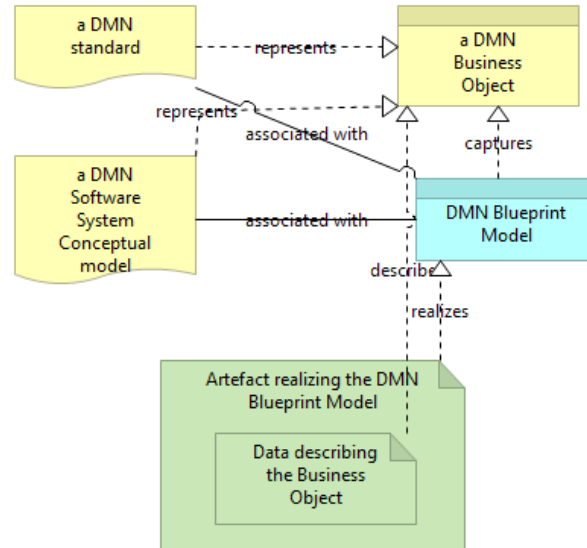 a DMN
standard
represents
a DMN
Business
Object
represents
associated with
captures
a DMN
Software
System
Conceptual
model
associated with
DMN Blueprint
Model
describe
realizes
Artefact realizing the DMN
Blueprint Model
Data describing
the Business
Object